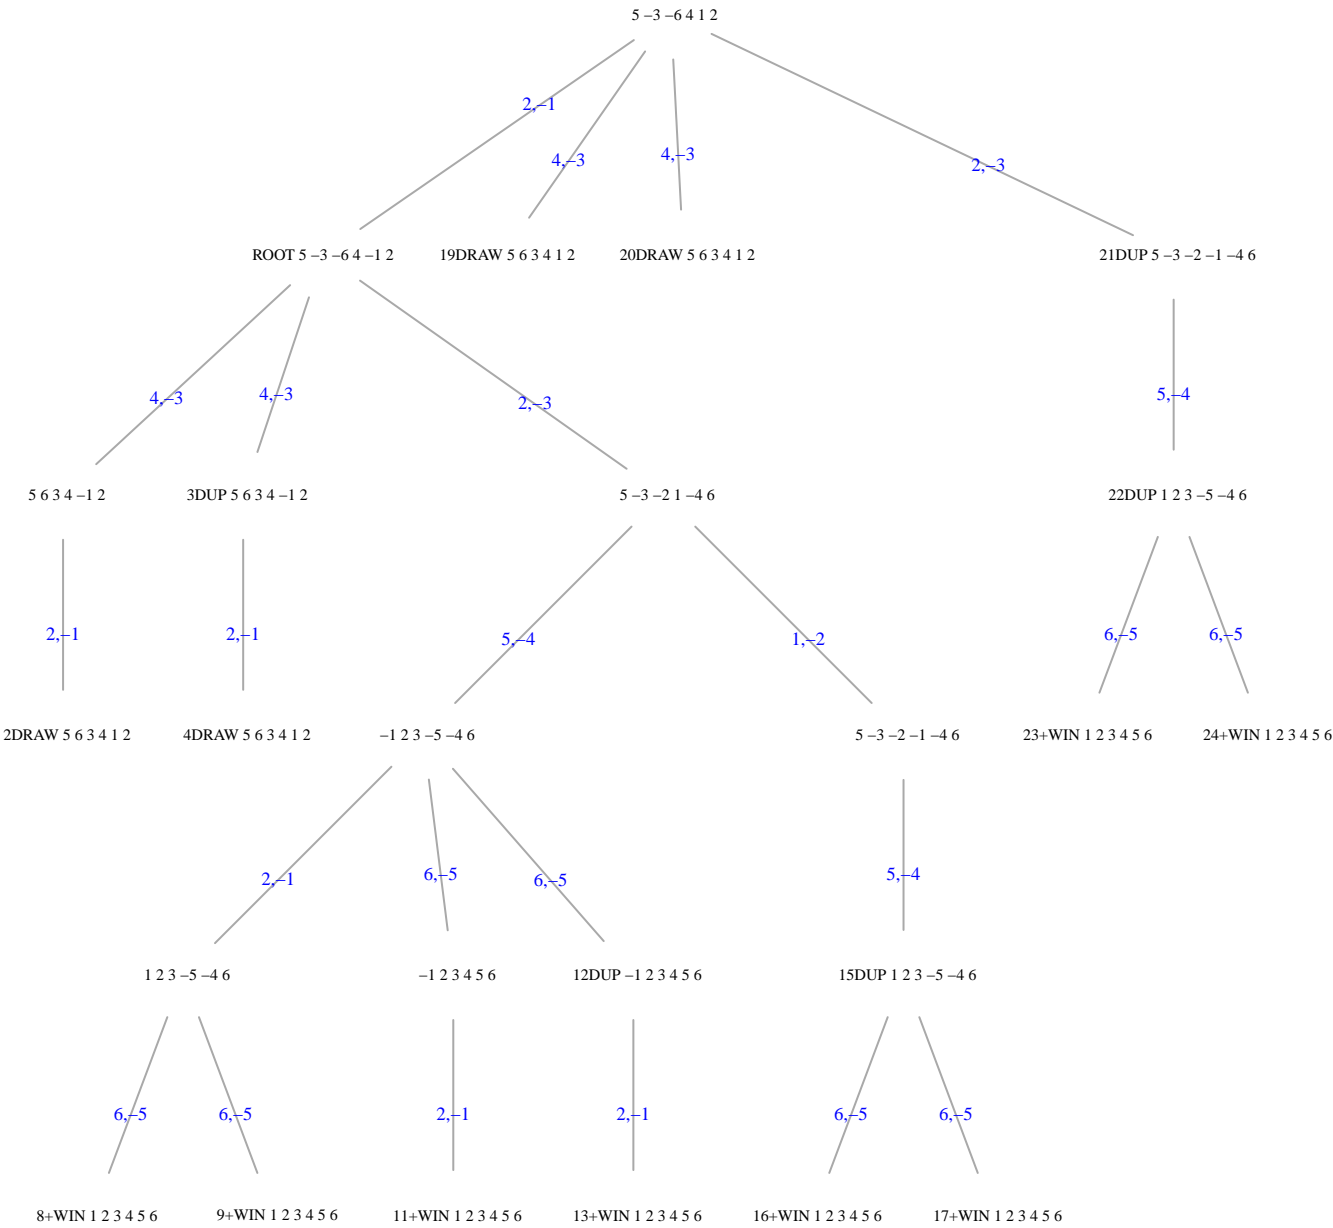 5 −3 −6 4 1 2
2,−1
4,−3
4,−3
2,−3
ROOT 5 −3 −6 4 −1 2
19DRAW 5 6 3 4 1 2
20DRAW 5 6 3 4 1 2
21DUP 5 −3 −2 −1 −4 6
4,−3
4,−3
2,−3
5,−4
5 6 3 4 −1 2
3DUP 5 6 3 4 −1 2
5 −3 −2 1 −4 6
22DUP 1 2 3 −5 −4 6
2,−1
2,−1
5,−4
1,−2
6,−5
6,−5
2DRAW 5 6 3 4 1 2
4DRAW 5 6 3 4 1 2
−1 2 3 −5 −4 6
5 −3 −2 −1 −4 6
23+WIN 1 2 3 4 5 6
24+WIN 1 2 3 4 5 6
2,−1
6,−5
6,−5
5,−4
1 2 3 −5 −4 6
−1 2 3 4 5 6
12DUP −1 2 3 4 5 6
15DUP 1 2 3 −5 −4 6
6,−5
6,−5
2,−1
2,−1
6,−5
6,−5
8+WIN 1 2 3 4 5 6
9+WIN 1 2 3 4 5 6
11+WIN 1 2 3 4 5 6
13+WIN 1 2 3 4 5 6
16+WIN 1 2 3 4 5 6
17+WIN 1 2 3 4 5 6